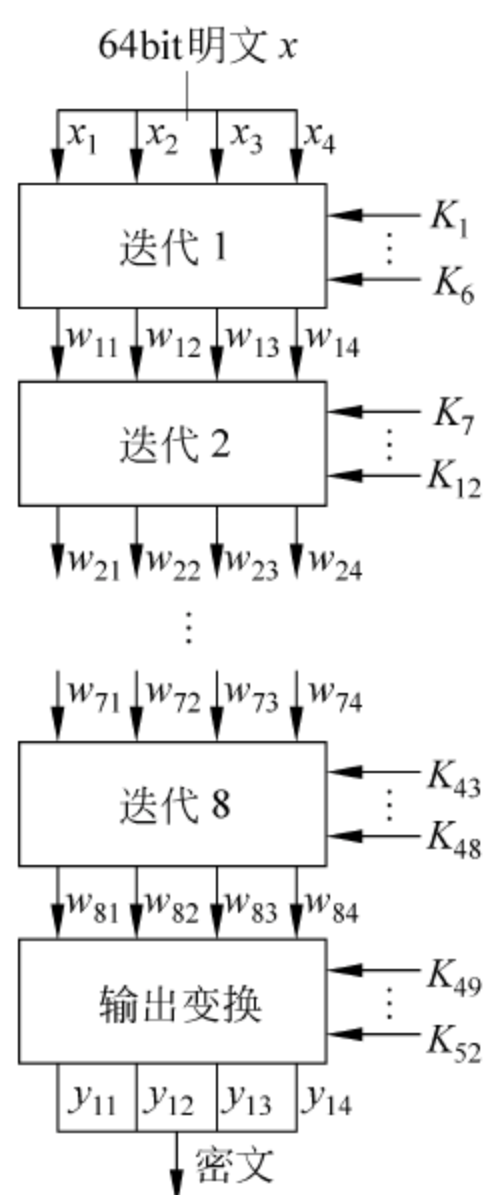 64bit明文 x
x₁ x₂ x₃ x₄
迭代 1
K₁
⋮
K₆
w₁₁ w₁₂ w₁₃ w₁₄
迭代 2
K₇
⋮
K₁₂
w₂₁ w₂₂ w₂₃ w₂₄
⋮
w₇₁ w₇₂ w₇₃ w₇₄
迭代 8
K₄₃
⋮
K₄₈
w₈₁ w₈₂ w₈₃ w₈₄
输出变换
K₄₉
⋮
K₅₂
y₁₁ y₁₂ y₁₃ y₁₄
密文